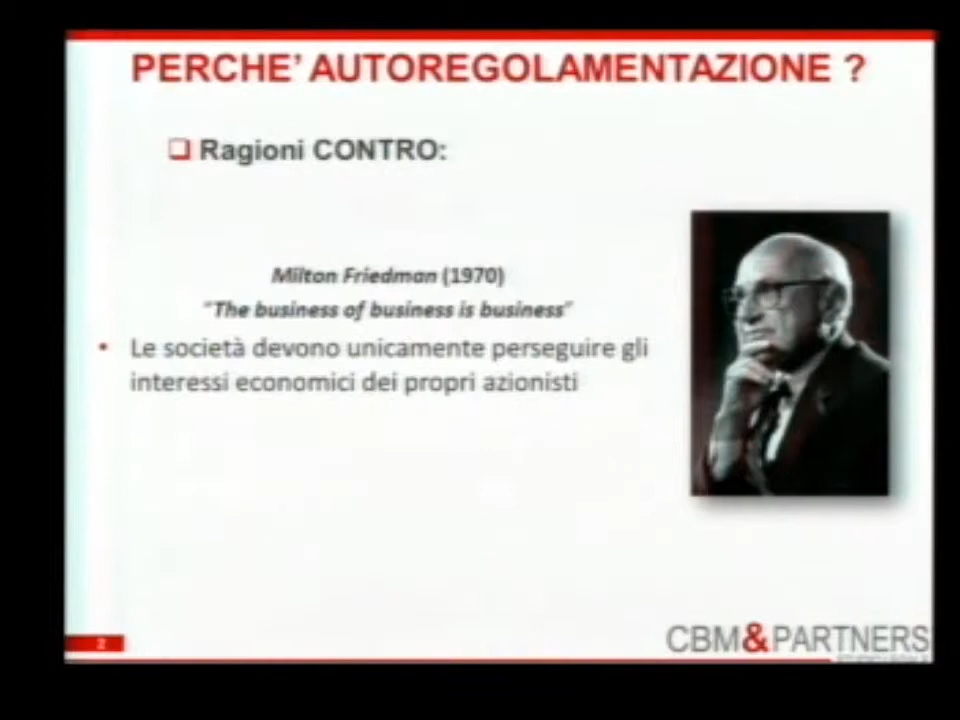 PERCHE' AUTOREGOLAMENTAZIONE ?
Ragioni CONTRO:
Milton Friedman (1970)
"The business of business is business"
Le società devono unicamente perseguire gli
interessi economici dei propri azionisti
2
CBM&PARTNERS